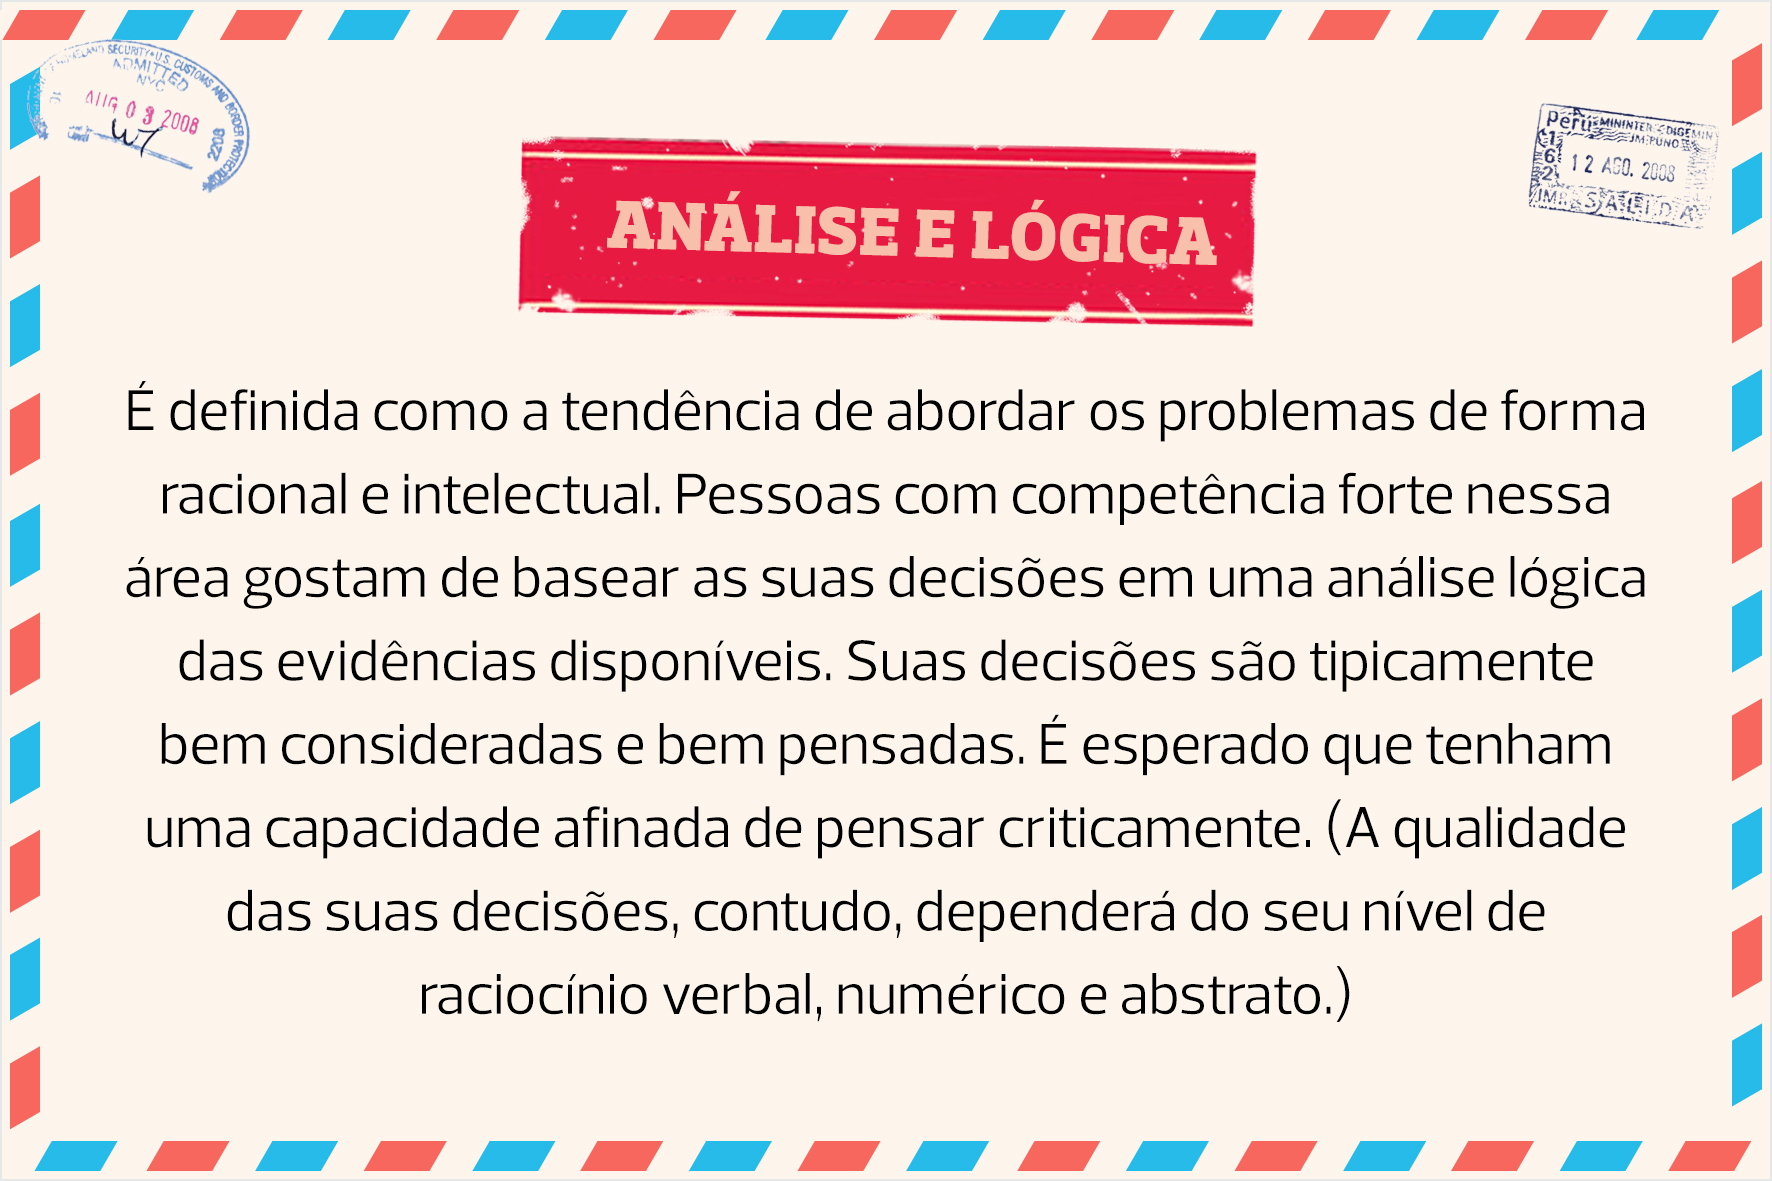 SECURITY U.S. CUSTOMS AND BORDER PROTECTION
ADMITTED
NYC
AUG 03 2008
2208
Perú MININTER - DIGEMIN
JM.PUNO
162
12 AGO. 2008
SALIDA
ANÁLISE E LÓGICA
É definida como a tendência de abordar os problemas de forma
racional e intelectual. Pessoas com competência forte nessa
área gostam de basear as suas decisões em uma análise lógica
das evidências disponíveis. Suas decisões são tipicamente
bem consideradas e bem pensadas. É esperado que tenham
uma capacidade afinada de pensar criticamente. (A qualidade
das suas decisões, contudo, dependerá do seu nível de
raciocínio verbal, numérico e abstrato.)